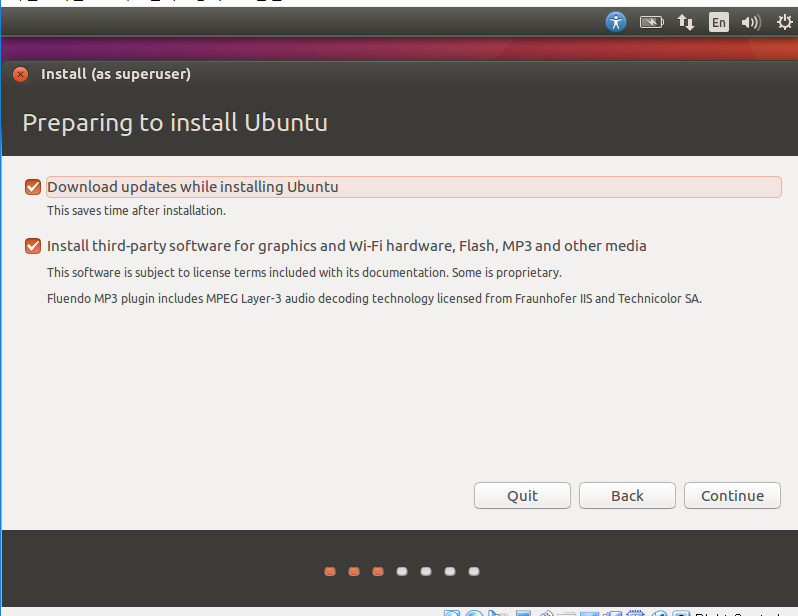 En
Install (as superuser)
Preparing to install Ubuntu
Download updates while installing Ubuntu
This saves time after installation.
Install third-party software for graphics and Wi-Fi hardware, Flash, MP3 and other media
This software is subject to license terms included with its documentation. Some is proprietary.
Fluendo MP3 plugin includes MPEG Layer-3 audio decoding technology licensed from Fraunhofer IIS and Technicolor SA.
Quit
Back
Continue